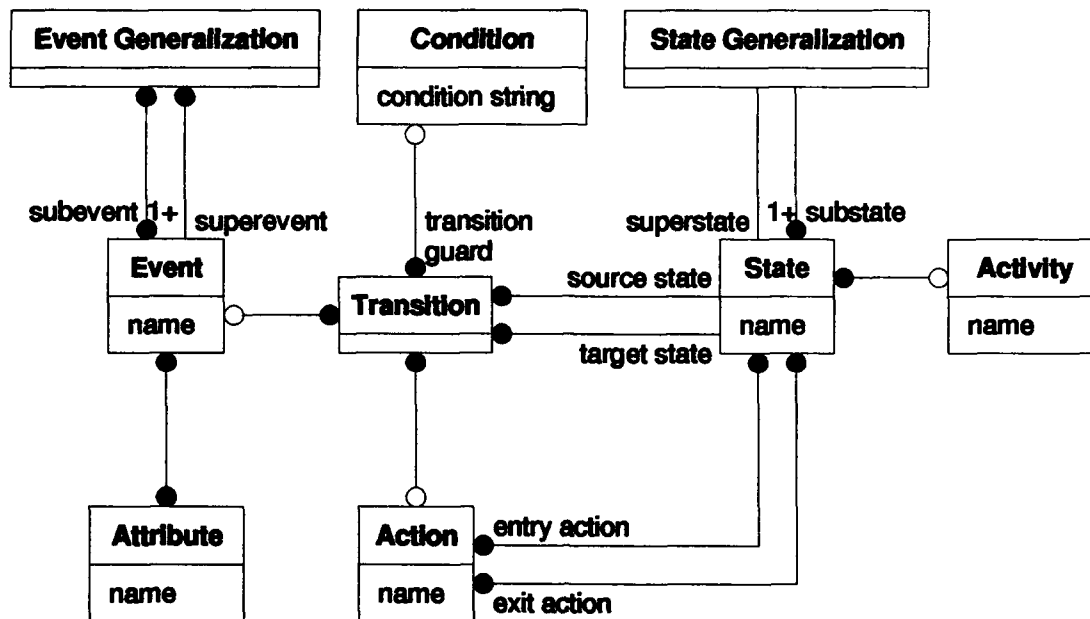 Event Generalization
Condition
State Generalization
condition string
subevent 1+
superevent
transition
guard
superstate
1+ substate
Event
name
Transition
source state
target state
State
name
Activity
name
Attribute
name
Action
name
entry action
exit action